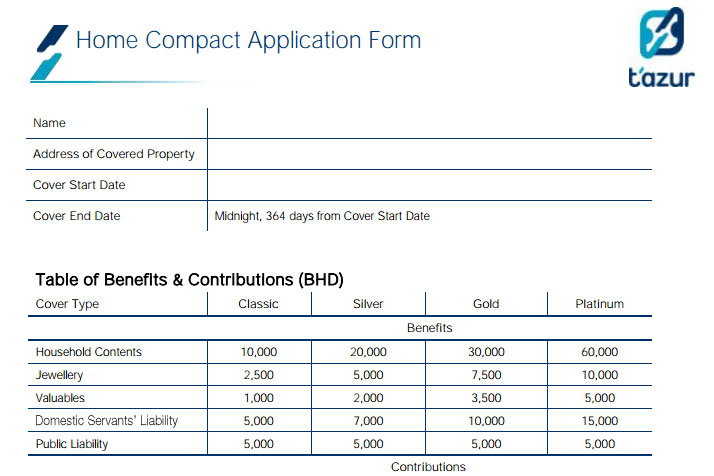 Home Compact Application Form
t'azur
Name
Address of Covered Property
Cover Start Date
Cover End Date Midnight, 364 days from Cover Start Date
Table of Benefits & Contributions (BHD)
Cover Type Classic Silver Gold Platinum
Benefits
Household Contents 10,000 20,000 30,000 60,000
Jewellery 2,500 5,000 7,500 10,000
Valuables 1,000 2,000 3,500 5,000
Domestic Servants' Liability 5,000 7,000 10,000 15,000
Public Liability 5,000 5,000 5,000 5,000
Contributions